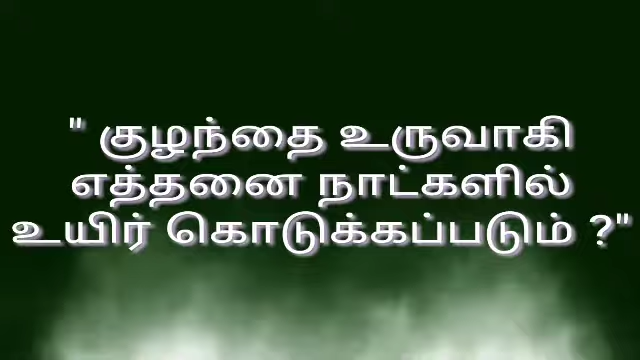 " குழந்தை உருவாகி
எத்தனை நாட்களில்
உயிர் கொடுக்கப்படும் ?"